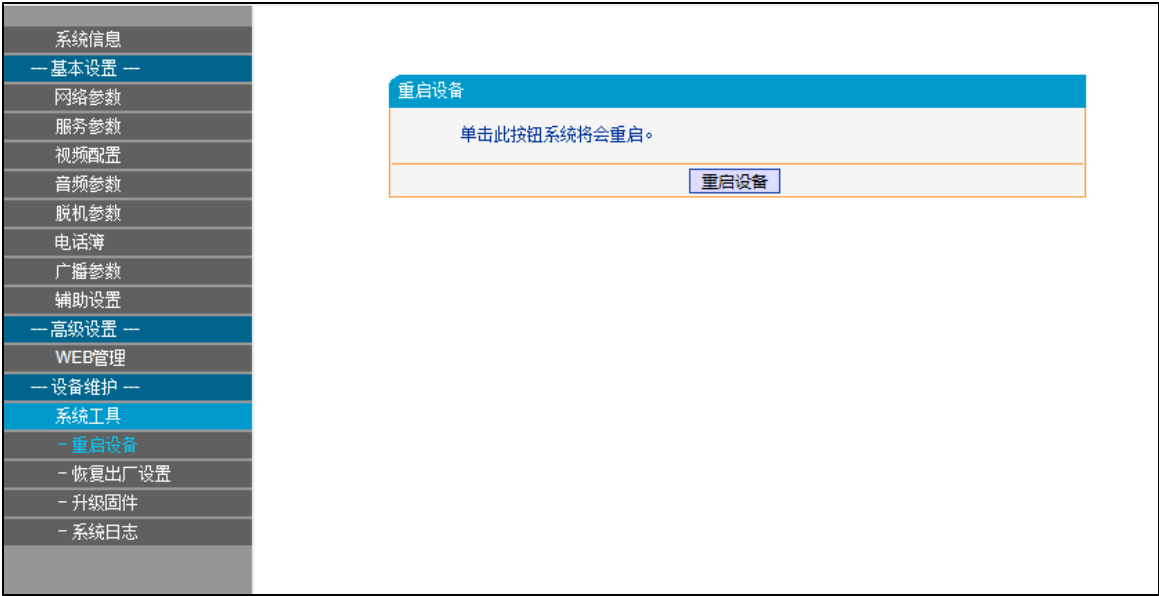 系统信息
--- 基本设置 ---
网络参数
服务参数
视频配置
音频参数
脱机参数
电话簿
广播参数
辅助设置
--- 高级设置 ---
WEB管理
--- 设备维护 ---
系统工具
- 重启设备
- 恢复出厂设置
- 升级固件
- 系统日志
重启设备
单击此按钮系统将会重启。
重启设备